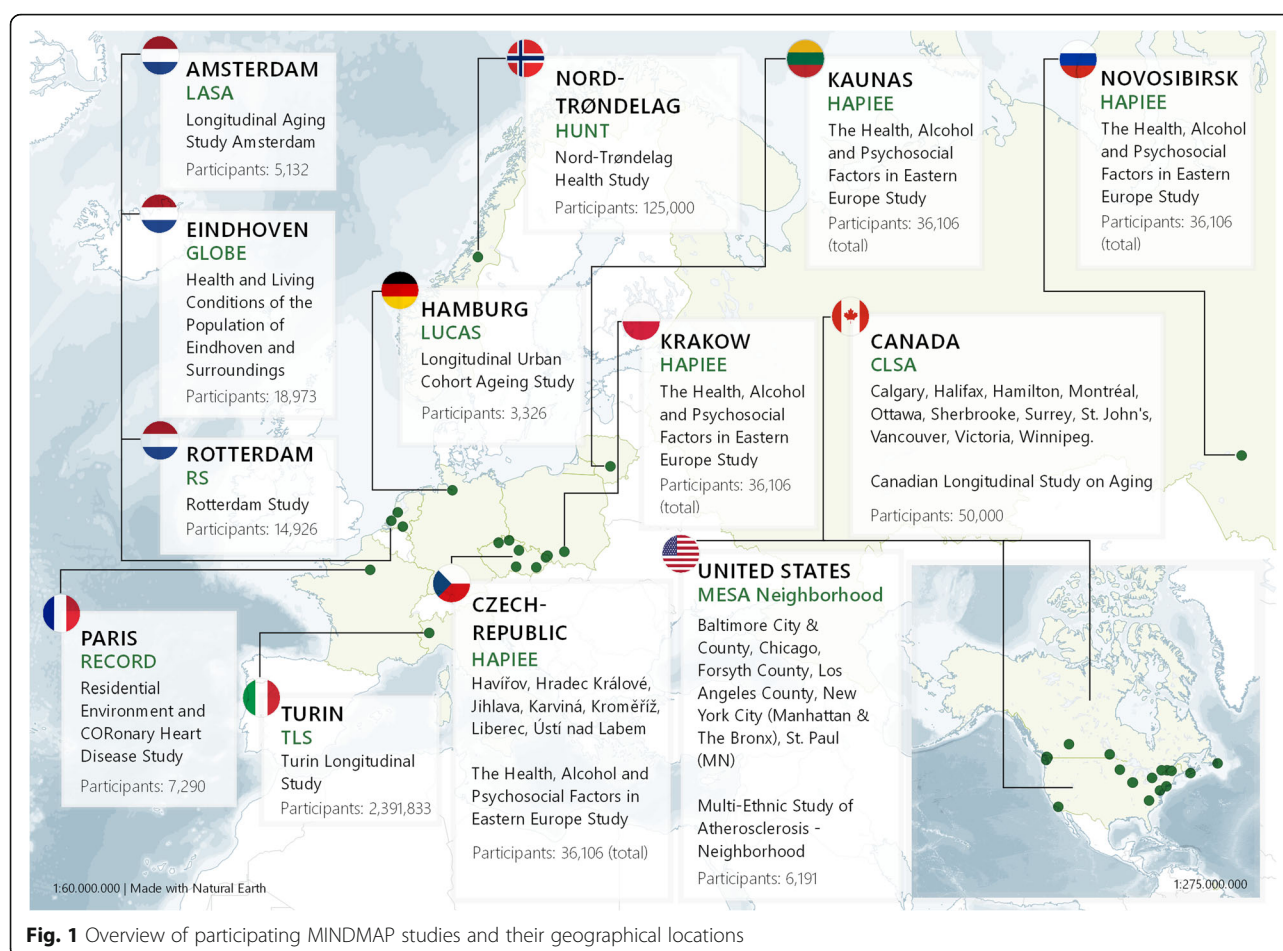 AMSTERDAM
LASA
Longitudinal Aging
Study Amsterdam
Participants: 5,132
EINDHOVEN
GLOBE
Health and Living
Conditions of the
Population of
Eindhoven and
Surroundings
Participants: 18,973
ROTTERDAM
RS
Rotterdam Study
Participants: 14,926
NORD-
TRØNDELAG
HUNT
Nord-Trøndelag
Health Study
Participants: 125,000
KAUNAS
HAPIEE
The Health, Alcohol
and Psychosocial
Factors in Eastern
Europe Study
Participants: 36,106
(total)
NOVOSIBIRSK
HAPIEE
The Health, Alcohol
and Psychosocial
Factors in Eastern
Europe Study
Participants: 36,106
(total)
HAMBURG
LUCAS
Longitudinal Urban
Cohort Ageing Study
Participants: 3,326
KRAKOW
HAPIEE
The Health, Alcohol
and Psychosocial
Factors in Eastern
Europe Study
Participants: 36,106
(total)
CANADA
CLSA
Calgary, Halifax, Hamilton, Montréal,
Ottawa, Sherbrooke, Surrey, St. John's,
Vancouver, Victoria, Winnipeg.
Canadian Longitudinal Study on Aging
Participants: 50,000
PARIS
RECORD
Residential
Environment and
CORonary Heart
Disease Study
Participants: 7,290
TURIN
TLS
Turin Longitudinal
Study
Participants: 2,391,833
CZECH-
REPUBLIC
HAPIEE
Havířov, Hradec Králové,
Jihlava, Karviná, Kroměříž,
Liberec, Ústí nad Labem
The Health, Alcohol and
Psychosocial Factors in
Eastern Europe Study
Participants: 36,106 (total)
UNITED STATES
MESA Neighborhood
Baltimore City &
County, Chicago,
Forsyth County, Los
Angeles County, New
York City (Manhattan &
The Bronx), St. Paul
(MN)
Multi-Ethnic Study of
Atherosclerosis -
Neighborhood
Participants: 6,191
1:60.000.000 | Made with Natural Earth
1:275.000.000
Fig. 1 Overview of participating MINDMAP studies and their geographical locations